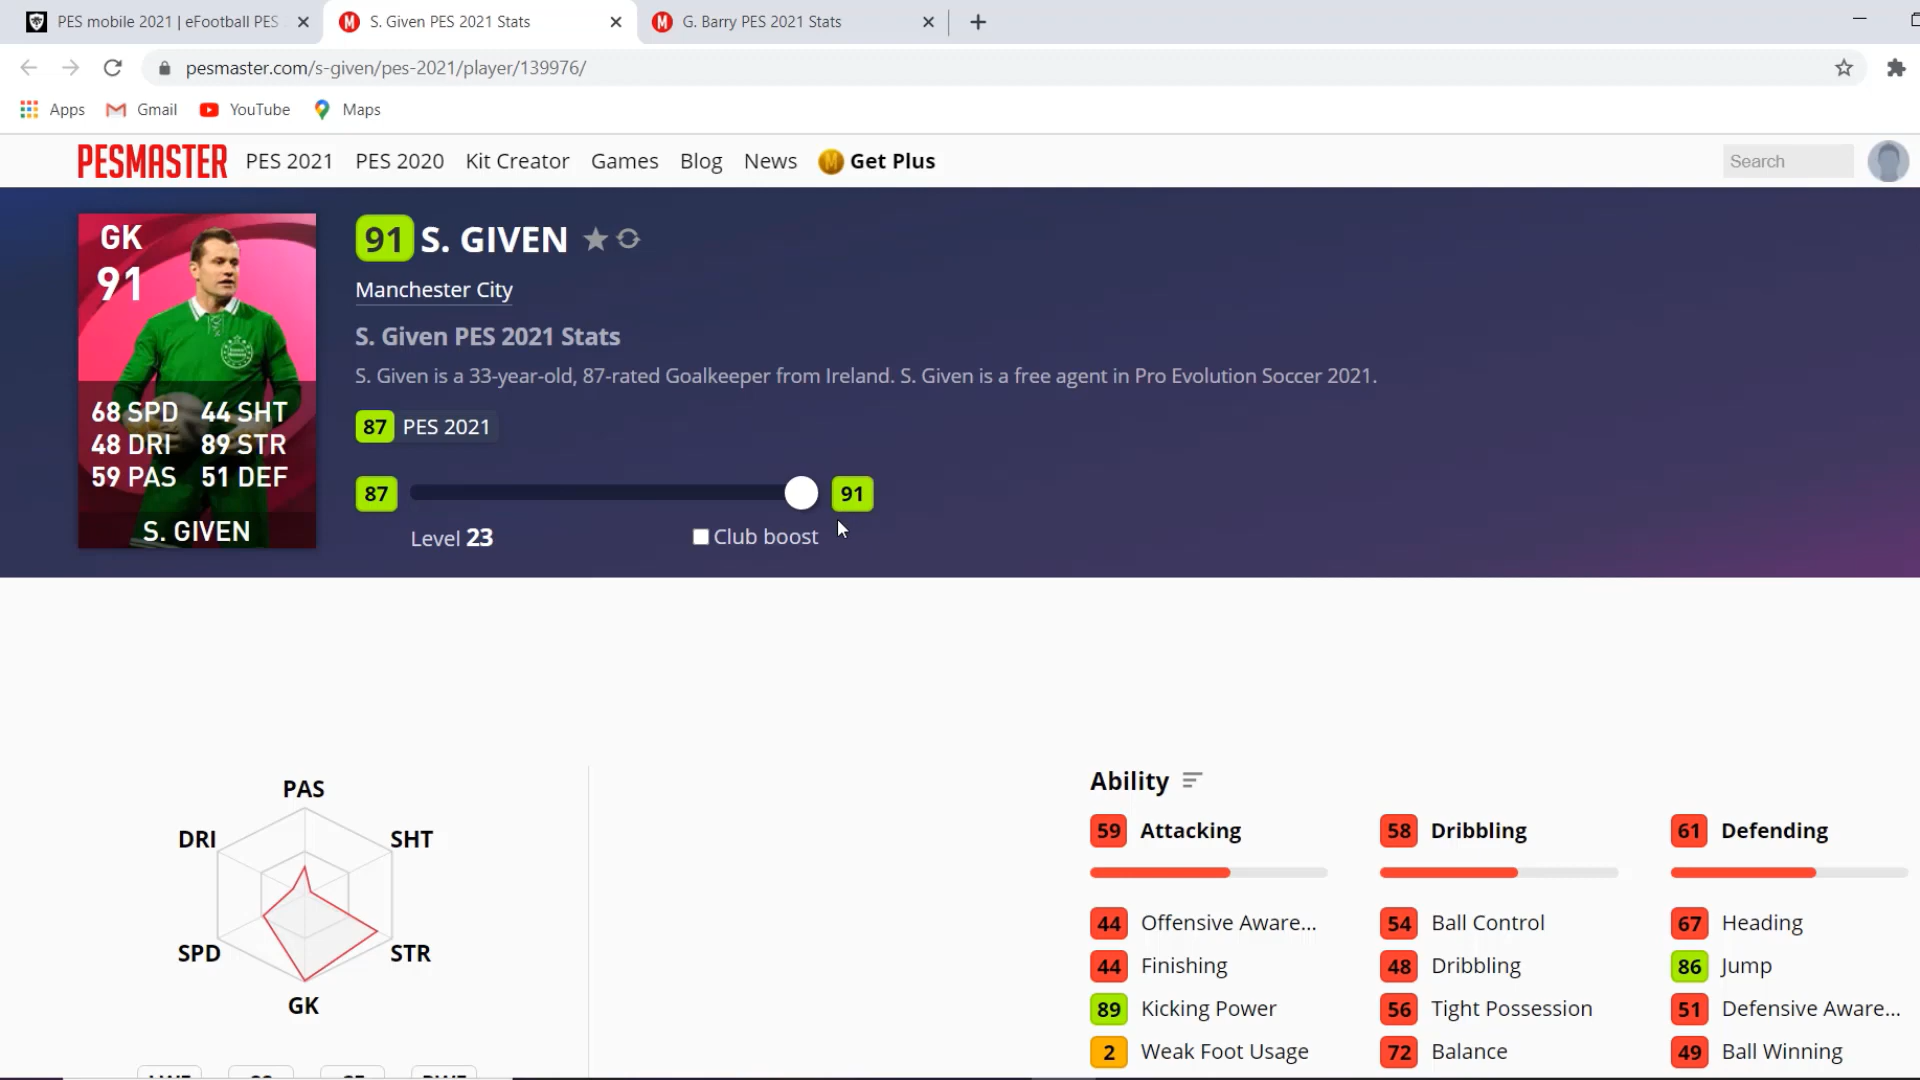 PES mobile 2021 | eFootball PES
S. Given PES 2021 Stats
G. Barry PES 2021 Stats
pesmaster.com/s-given/pes-2021/player/139976/
Apps
Gmail
YouTube
Maps
PESMASTER
PES 2021
PES 2020
Kit Creator
Games
Blog
News
Get Plus
Search
GK
91
68 SPD 44 SHT
48 DRI 89 STR
59 PAS 51 DEF
S. GIVEN
91 S. GIVEN
Manchester City
S. Given PES 2021 Stats
S. Given is a 33-year-old, 87-rated Goalkeeper from Ireland. S. Given is a free agent in Pro Evolution Soccer 2021.
87 PES 2021
87
91
Level 23
Club boost
PAS
DRI
SHT
SPD
STR
GK
Ability
59 Attacking
44 Offensive Aware...
44 Finishing
89 Kicking Power
2 Weak Foot Usage
58 Dribbling
54 Ball Control
48 Dribbling
56 Tight Possession
72 Balance
61 Defending
67 Heading
86 Jump
51 Defensive Aware...
49 Ball Winning